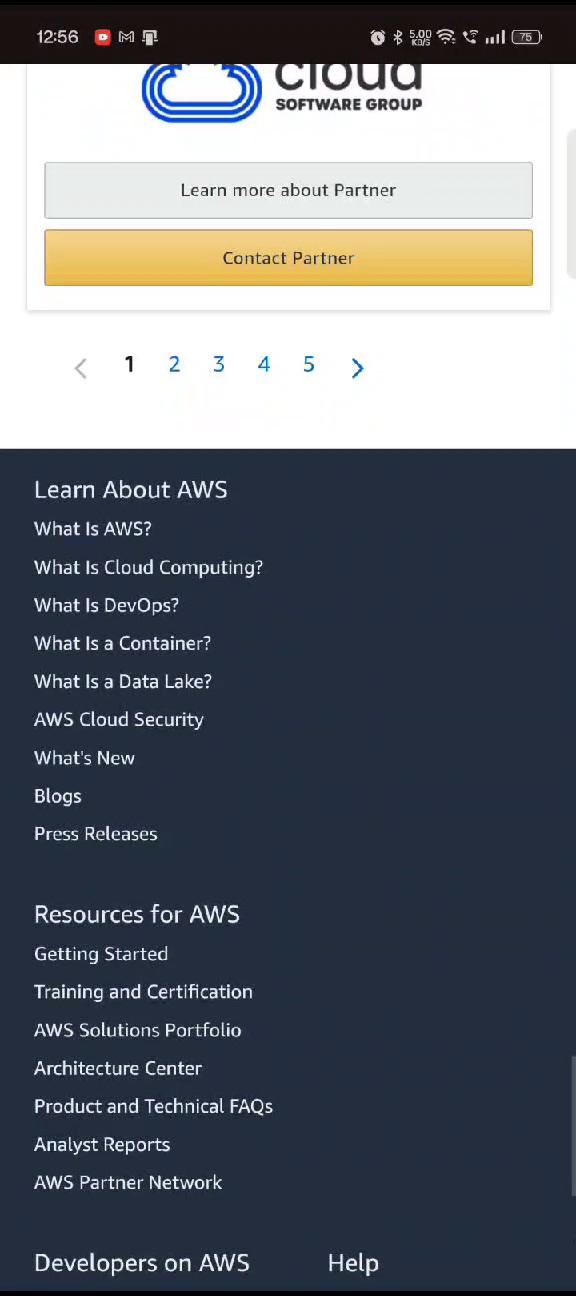 12:56 5.00 KB/S 75
cloud
SOFTWARE GROUP
Learn more about Partner
Contact Partner
1 2 3 4 5
Learn About AWS
What Is AWS?
What Is Cloud Computing?
What Is DevOps?
What Is a Container?
What Is a Data Lake?
AWS Cloud Security
What's New
Blogs
Press Releases
Resources for AWS
Getting Started
Training and Certification
AWS Solutions Portfolio
Architecture Center
Product and Technical FAQs
Analyst Reports
AWS Partner Network
Developers on AWS Help